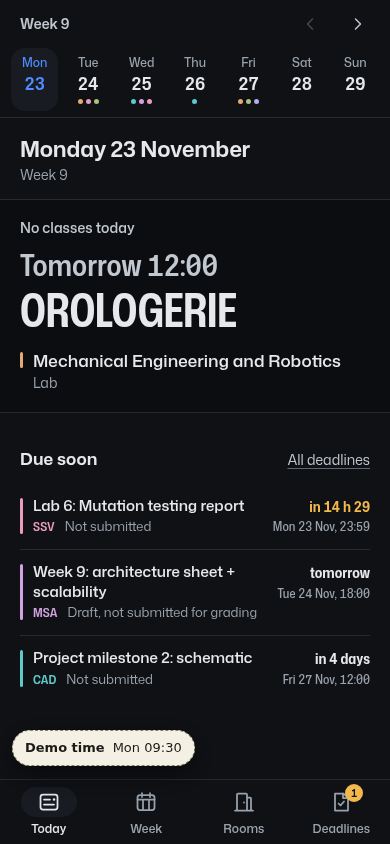 Week 9
Mon Tue Wed Thu Fri Sat Sun
23 24 25 26 27 28 29
Monday 23 November
Week 9
No classes today
Tomorrow 12:00
OROLOGERIE
Mechanical Engineering and Robotics
Lab
Due soon All deadlines
Lab 6: Mutation testing report in 14 h 29
SSV Not submitted Mon 23 Nov, 23:59
Week 9: architecture sheet + tomorrow
scalability Tue 24 Nov, 18:00
MSA Draft, not submitted for grading
Project milestone 2: schematic in 4 days
CAD Not submitted Fri 27 Nov, 12:00
Demo time Mon 09:30
1
Today Week Rooms Deadlines